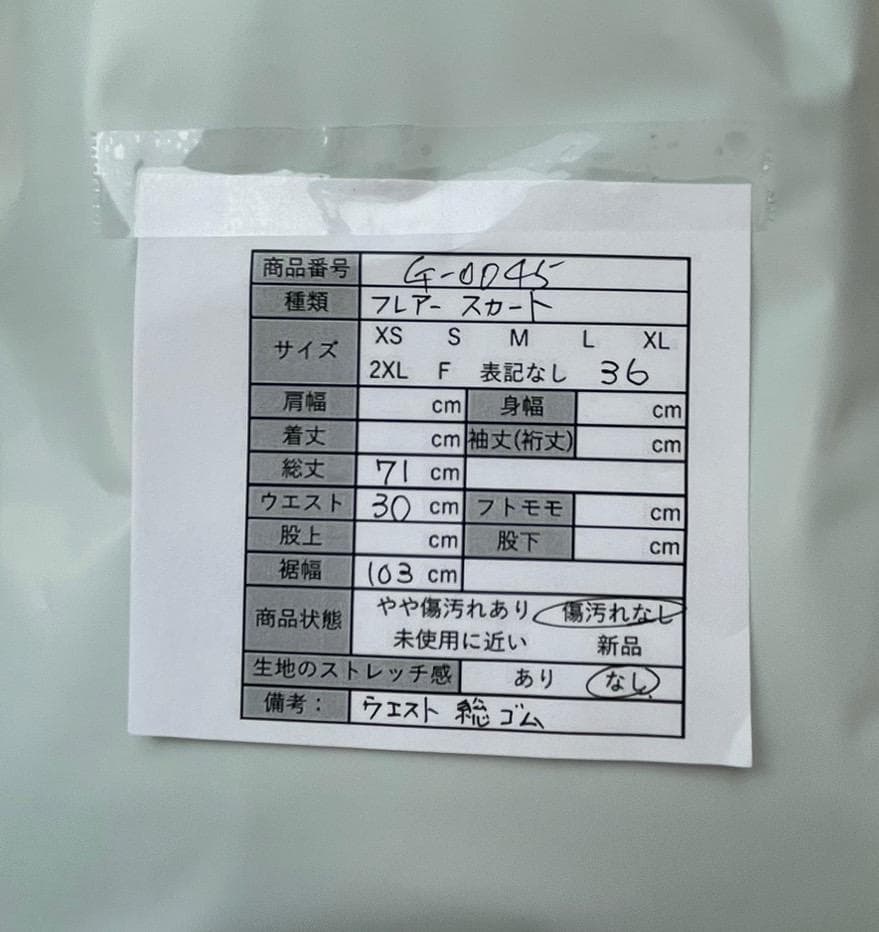 商品番号 G-0045
種類 フレアー スカート
サイズ XS S M L XL
2XL F 表記なし 36
肩幅 cm 身幅 cm
着丈 cm 袖丈(裄丈) cm
総丈 71 cm
ウエスト 30 cm フトモモ cm
股上 cm 股下 cm
裾幅 103 cm
商品状態 やや傷汚れあり 傷汚れなし
未使用に近い 新品
生地のストレッチ感 あり なし
備考： ウエスト 総ゴム